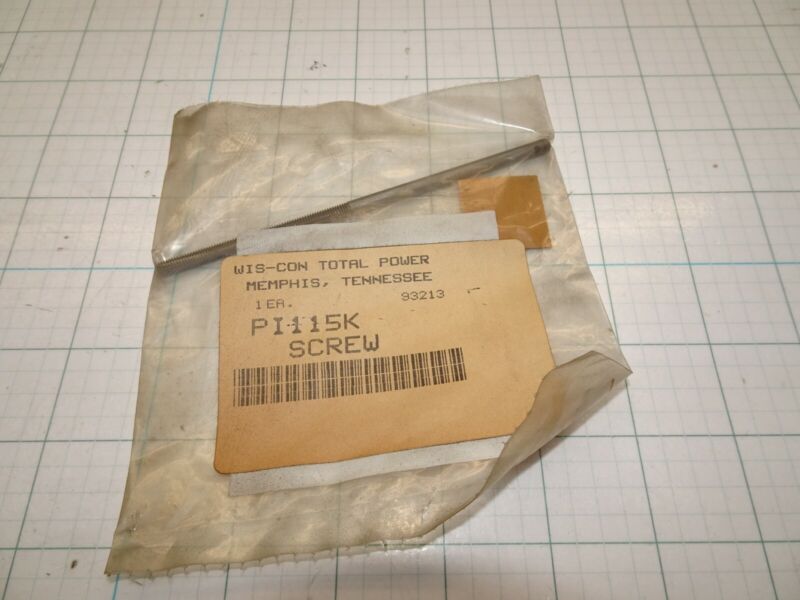 WIS-CON TOTAL POWER
MEMPHIS, TENNESSEE
1 EA. 93213
PI115K
SCREW